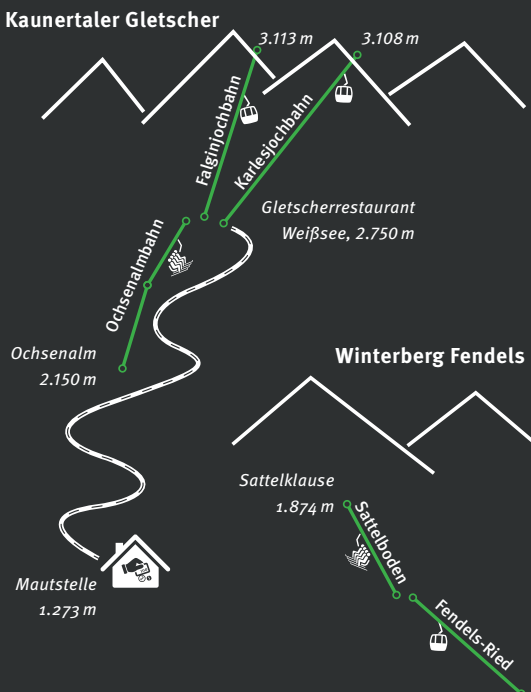 Kaunertaler Gletscher
3.113 m
3.108 m
Falginjochbahn
Karlesjochbahn
Gletscherrestaurant
Weißsee, 2.750 m
Ochsenalmbahn
Ochsenalm
2.150 m
Winterberg Fendels
Sattelklause
1.874 m
Sattelboden
Mautstelle
1.273 m
Fendels-Ried